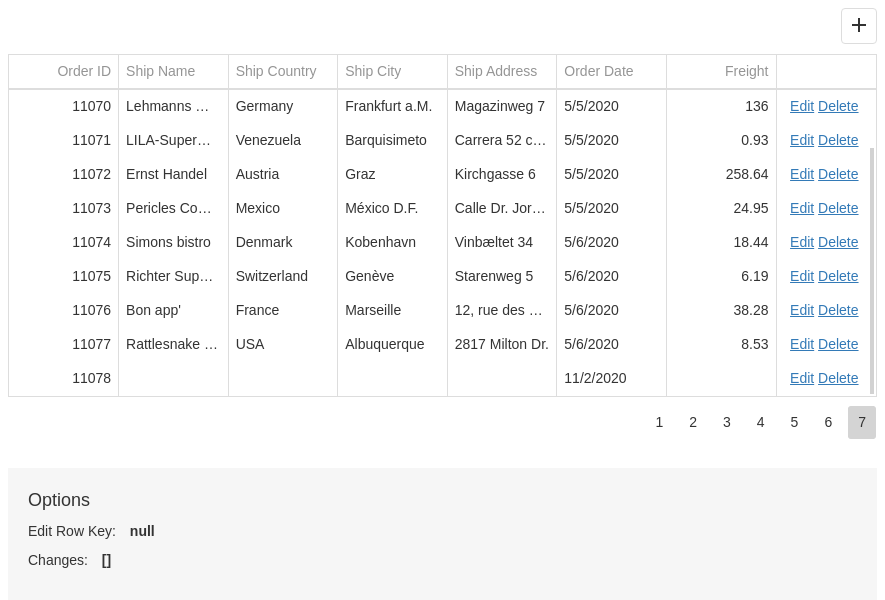 +
Order ID Ship Name Ship Country Ship City Ship Address Order Date Freight
11070 Lehmanns … Germany Frankfurt a.M. Magazinweg 7 5/5/2020 136 Edit Delete
11071 LILA-Super… Venezuela Barquisimeto Carrera 52 c… 5/5/2020 0.93 Edit Delete
11072 Ernst Handel Austria Graz Kirchgasse 6 5/5/2020 258.64 Edit Delete
11073 Pericles Co… Mexico México D.F. Calle Dr. Jor… 5/5/2020 24.95 Edit Delete
11074 Simons bistro Denmark Kobenhavn Vinbæltet 34 5/6/2020 18.44 Edit Delete
11075 Richter Sup… Switzerland Genève Starenweg 5 5/6/2020 6.19 Edit Delete
11076 Bon app' France Marseille 12, rue des … 5/6/2020 38.28 Edit Delete
11077 Rattlesnake … USA Albuquerque 2817 Milton Dr. 5/6/2020 8.53 Edit Delete
11078 11/2/2020 Edit Delete
1 2 3 4 5 6 7
Options
Edit Row Key: null
Changes: []